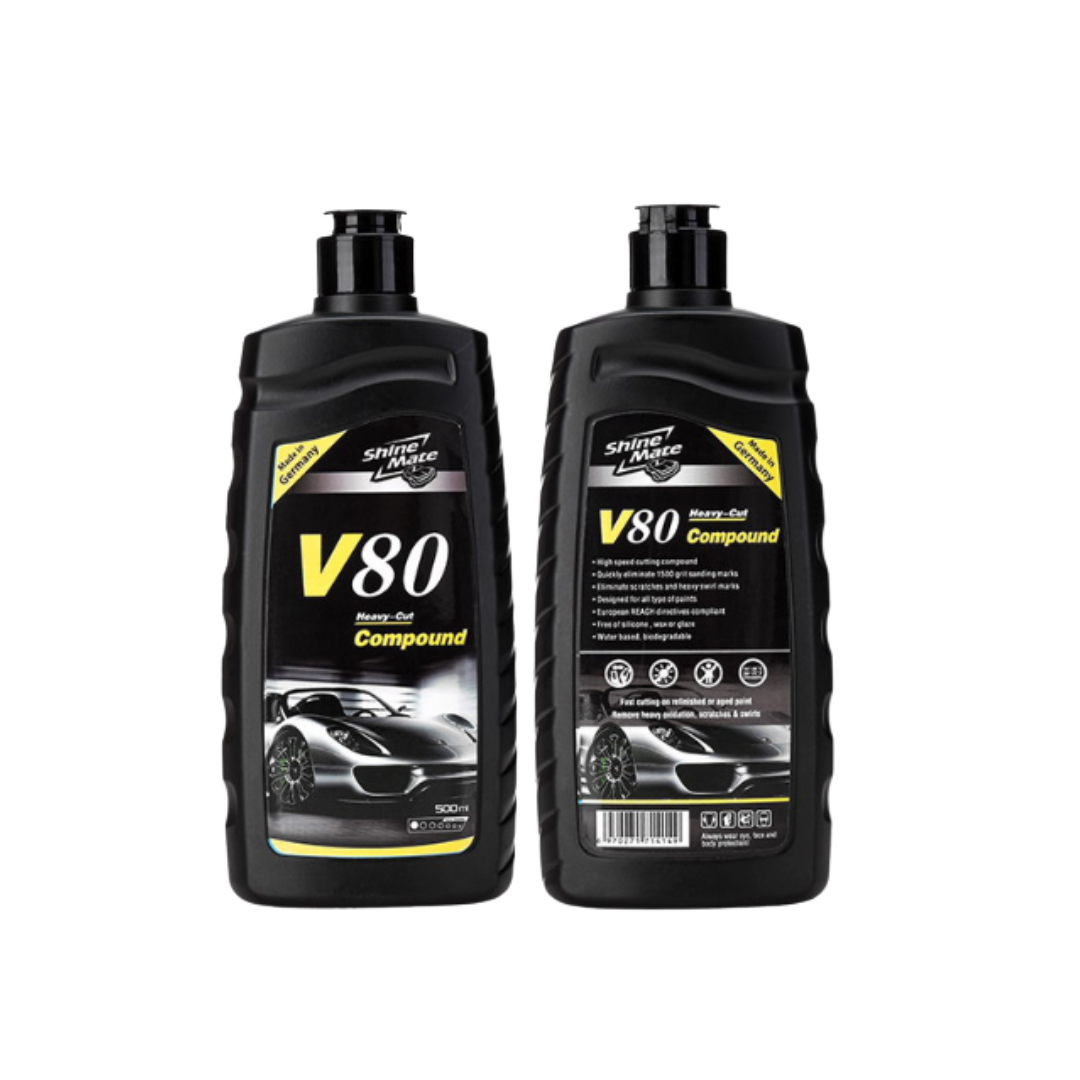 Made in
Germany
Shine
Mate
V80
Heavy-Cut
Compound
500ml
Shine
Mate
Made in
Germany
V80 Heavy-Cut
Compound
• High speed cutting compound
• Quickly eliminate 1500 grit sanding marks
• Eliminate scratches and heavy swirl marks
• Designed for all type of paints
• European REACH directives compliant
• Free of silicone, wax or glaze
• Water based, biodegradable
Fast cutting on refinished or aged paint
Remove heavy oxidation, scratches & swirls
Always wear eye, face and
body protection!